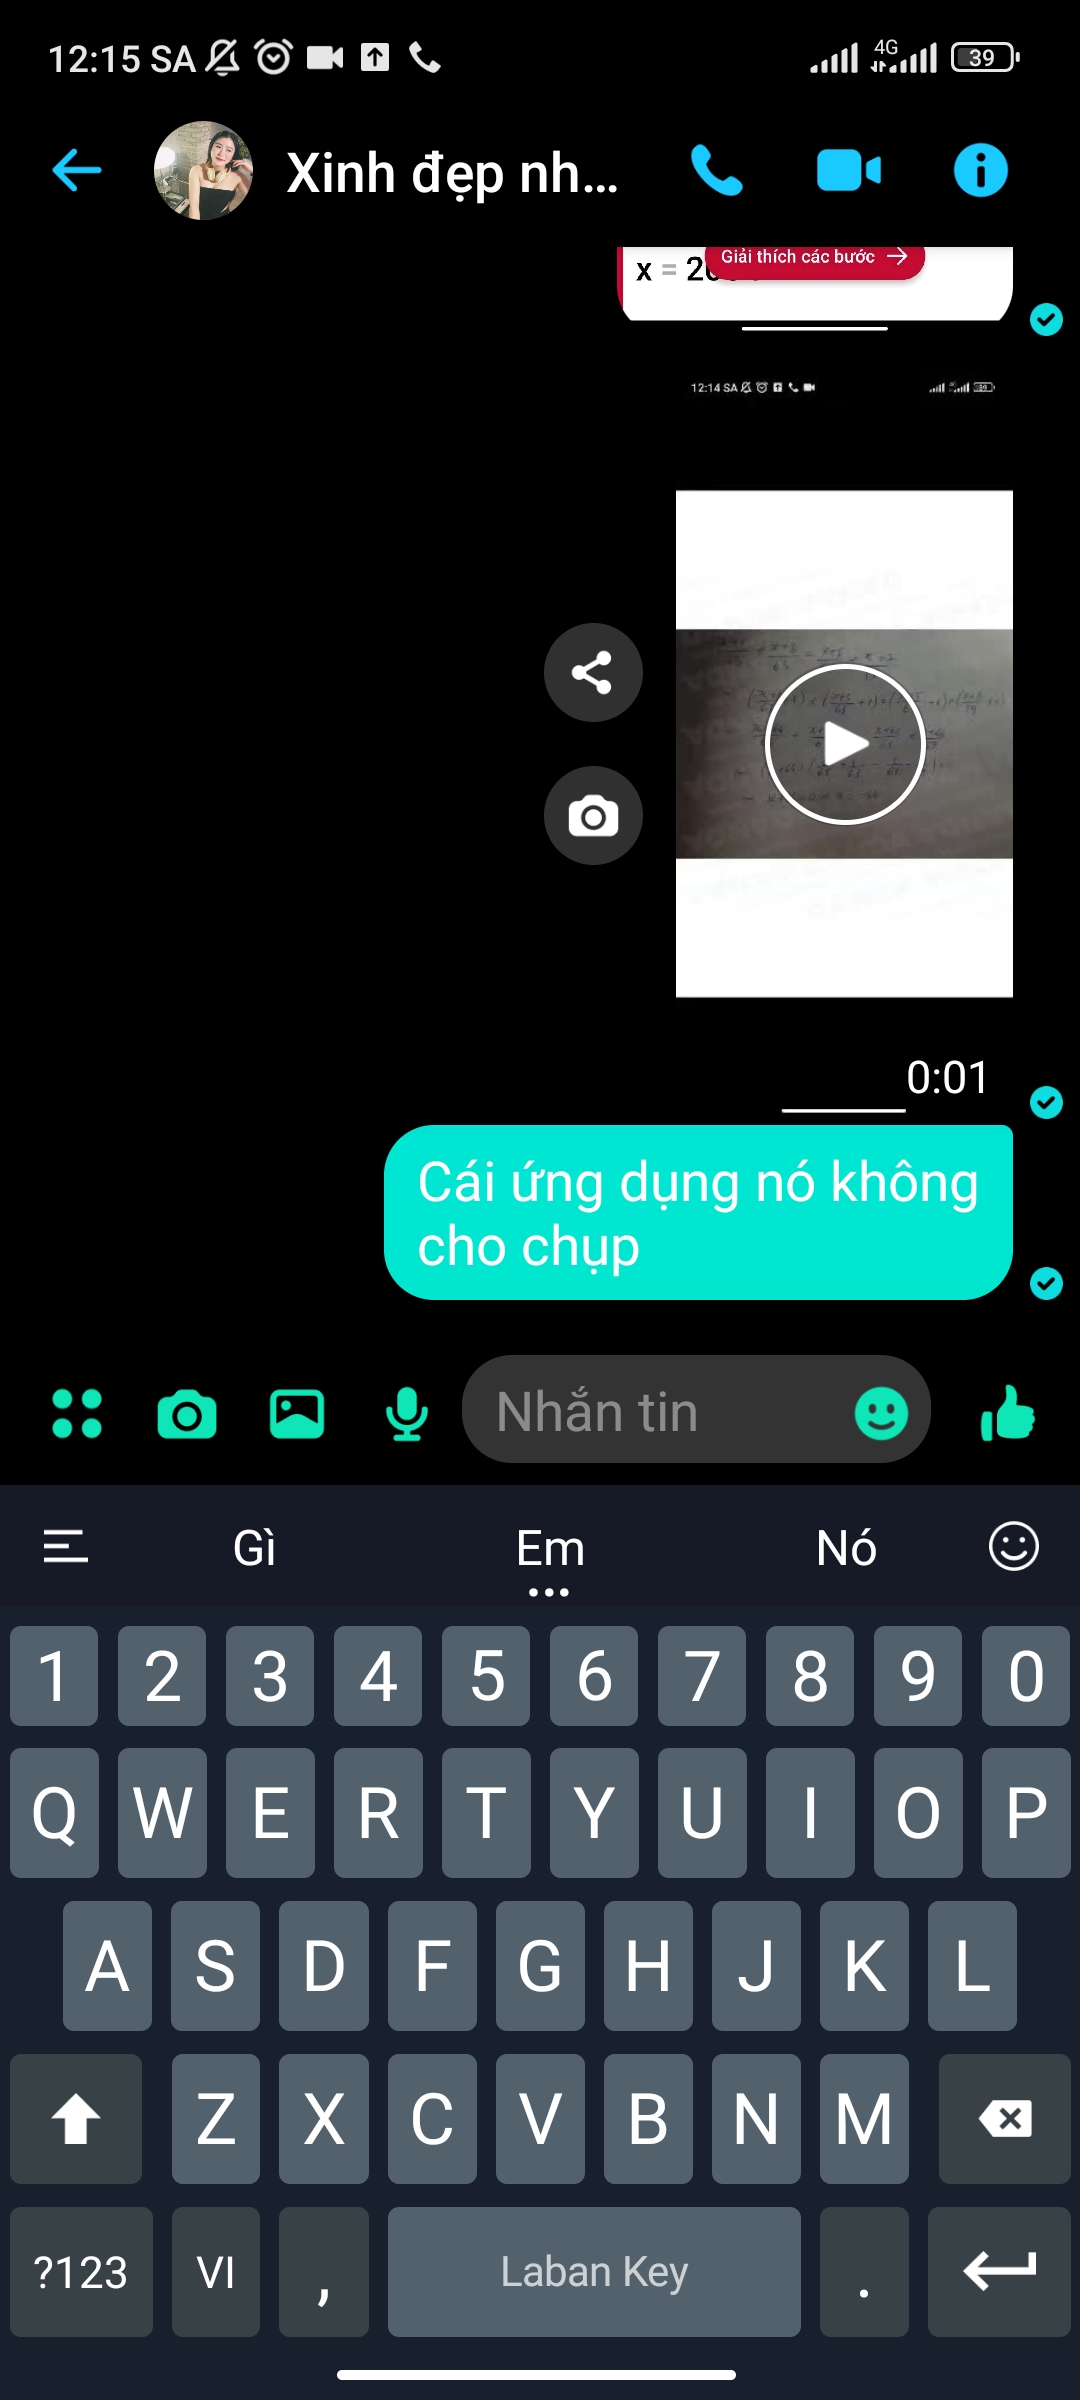 12:15 SA
4G
39
Xinh đẹp nh...
Giải thích các bước
x = 20
12:14 SA
0:01
Cái ứng dụng nó không
cho chụp
Nhắn tin
Gì Em Nó
1 2 3 4 5 6 7 8 9 0
Q W E R T Y U I O P
A S D F G H J K L
Z X C V B N M
?123 VI , Laban Key .